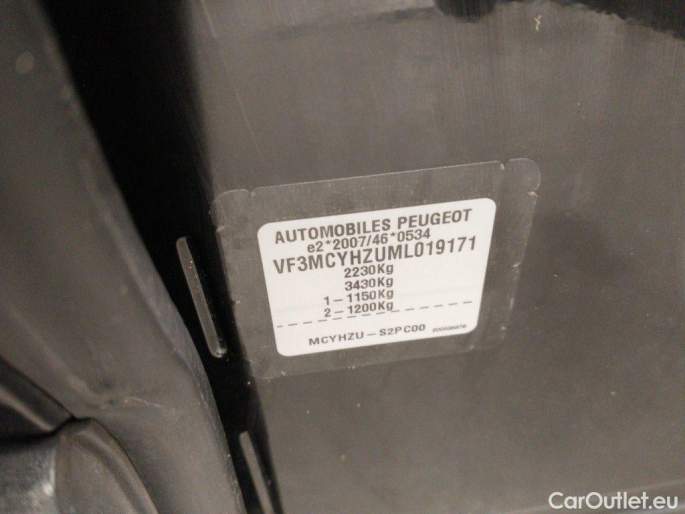 AUTOMOBILES PEUGEOT
e2*2007/46*0534
VF3MCYHZUML019171
2230Kg
3430Kg
1-1150Kg
2-1200Kg
MCYHZU-S2PC00
CarOutlet.eu